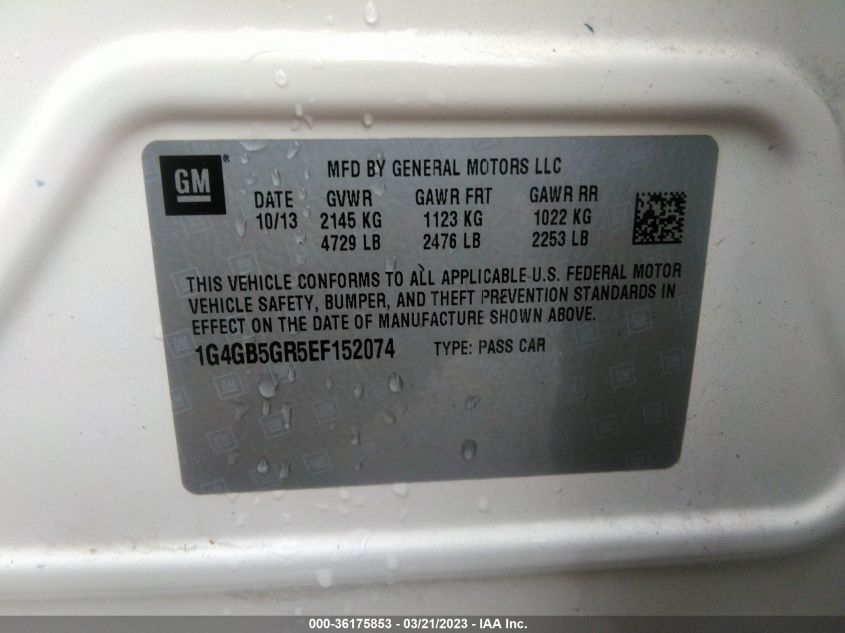 GM® MFD BY GENERAL MOTORS LLC
DATE GVWR GAWR FRT GAWR RR
10/13 2145 KG 1123 KG 1022 KG
4729 LB 2476 LB 2253 LB
THIS VEHICLE CONFORMS TO ALL APPLICABLE U.S. FEDERAL MOTOR
VEHICLE SAFETY, BUMPER, AND THEFT PREVENTION STANDARDS IN
EFFECT ON THE DATE OF MANUFACTURE SHOWN ABOVE.
1G4GB5GR5EF152074 TYPE: PASS CAR
GM
000-36175853 / 03/21/2023 - IAA Inc.